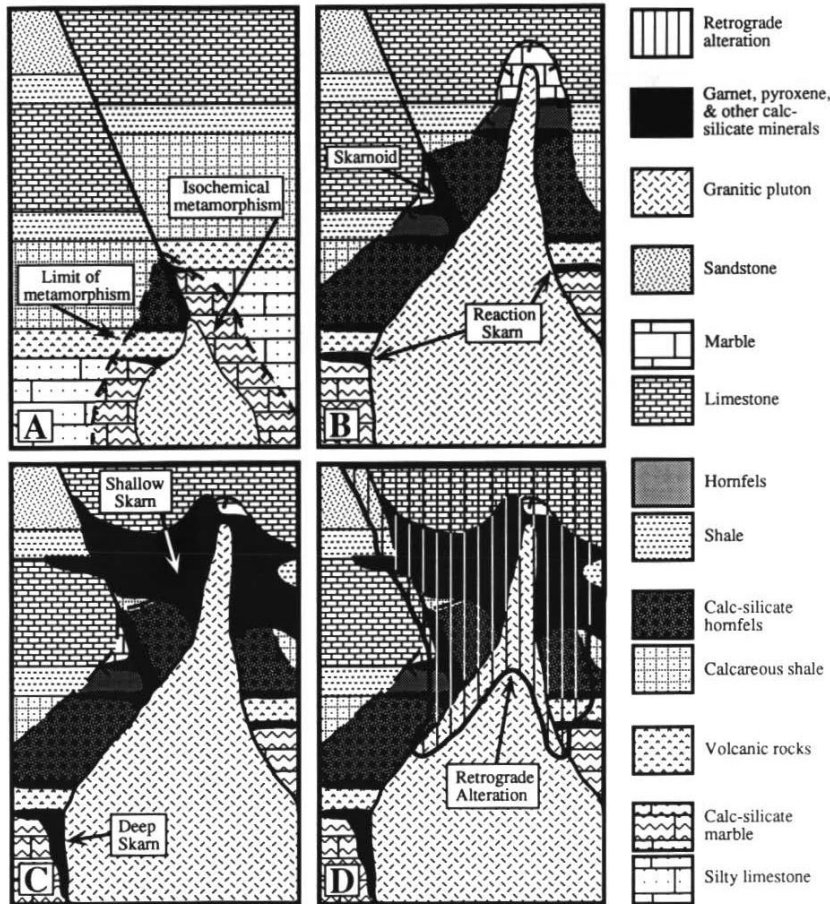 Isochemical
metamorphism
Limit of
metamorphism
A
Skarnoid
Reaction
Skarn
B
Shallow
Skarn
Deep
Skarn
C
Retrograde
Alteration
D
Retrograde
alteration
Garnet, pyroxene,
& other calc-
silicate minerals
Granitic pluton
Sandstone
Marble
Limestone
Hornfels
Shale
Calc-silicate
hornfels
Calcareous shale
Volcanic rocks
Calc-silicate
marble
Silty limestone